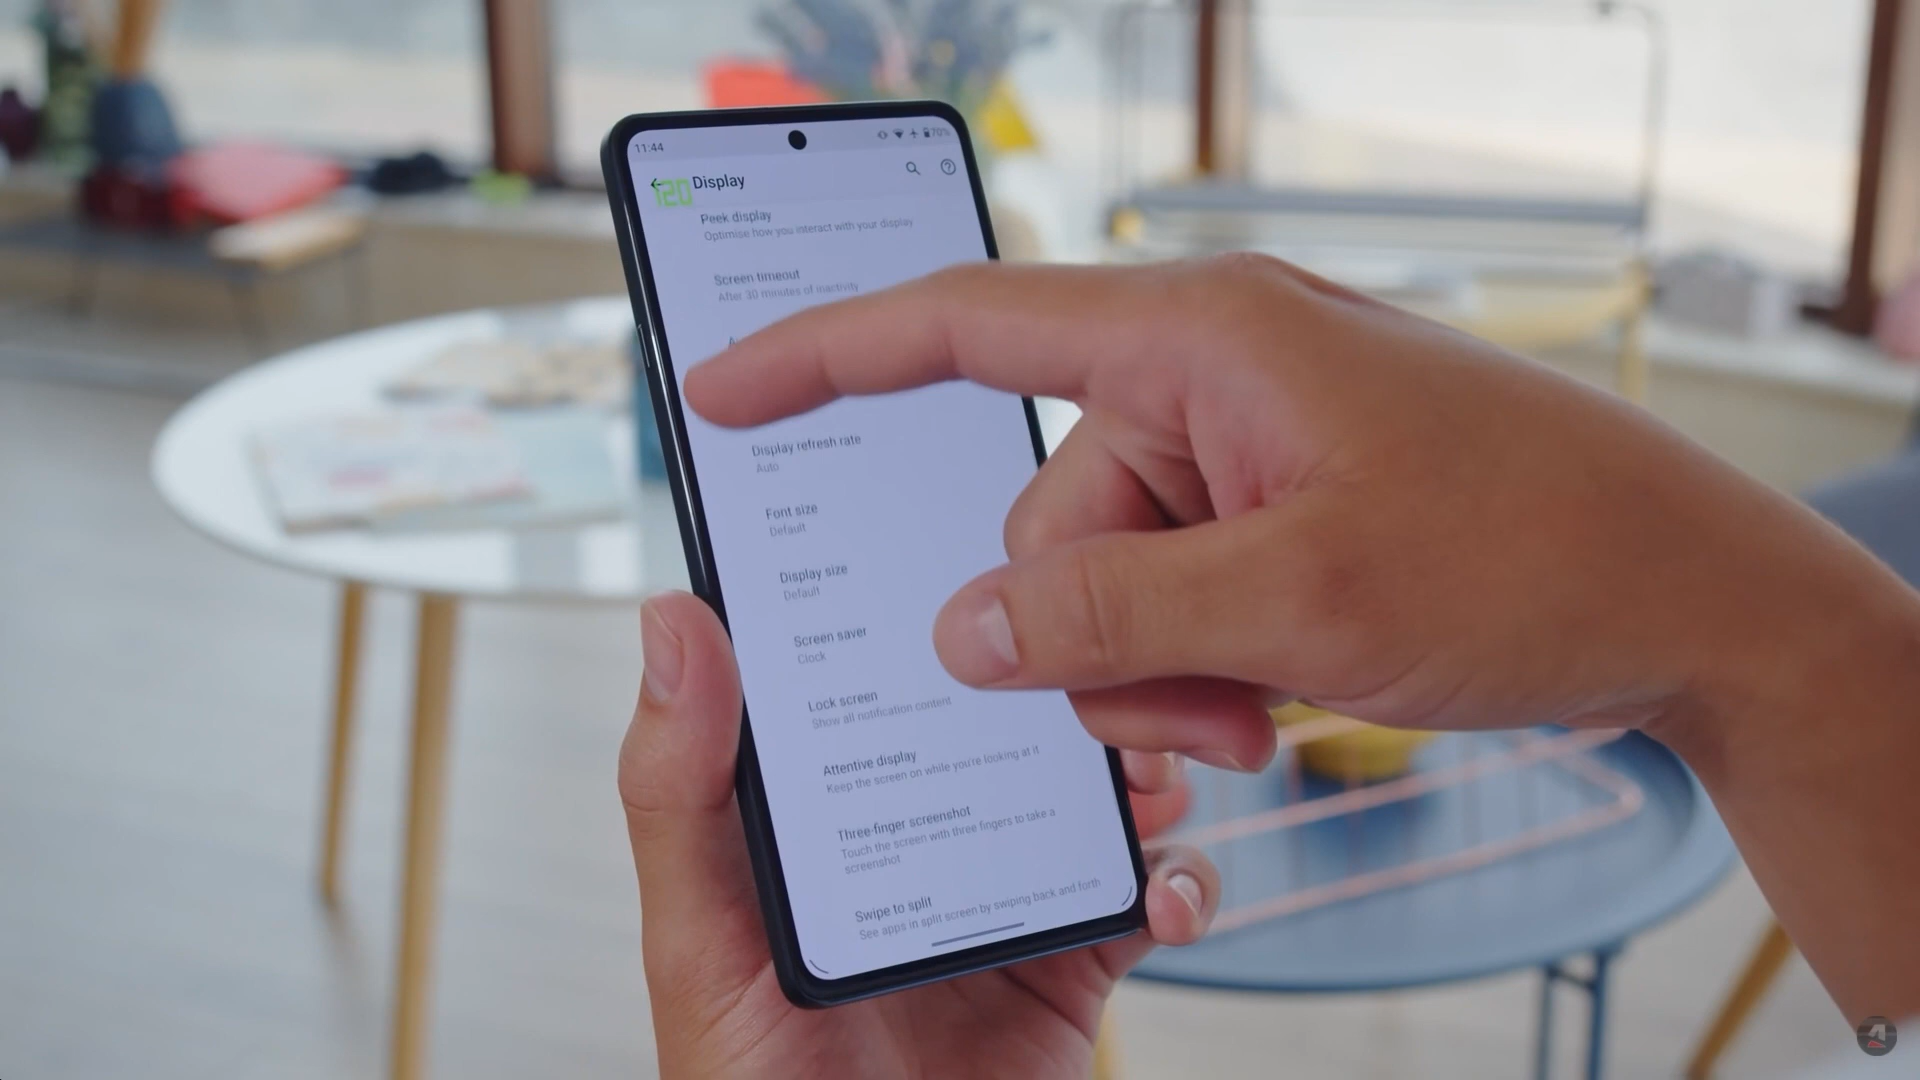 11:44
70%
120
Display
Peek display
Optimise how you interact with your display
Screen timeout
After 30 minutes of inactivity
Display refresh rate
Auto
Font size
Default
Display size
Default
Screen saver
Clock
Lock screen
Show all notification content
Attentive display
Keep the screen on while you're looking at it
Three-finger screenshot
Touch the screen with three fingers to take a
screenshot
Swipe to split
See apps in split screen by swiping back and forth